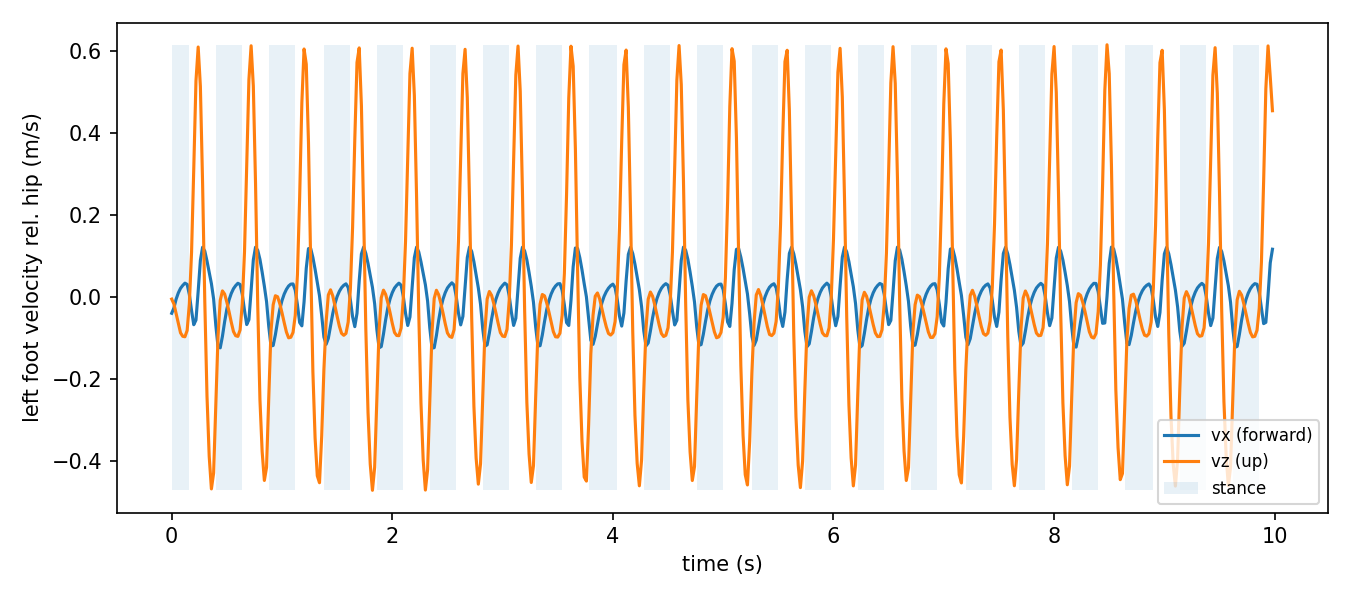 left foot velocity rel. hip (m/s)
0.6
0.4
0.2
0.0
−0.2
−0.4
0 2 4 6 8 10
time (s)
vx (forward)
vz (up)
stance